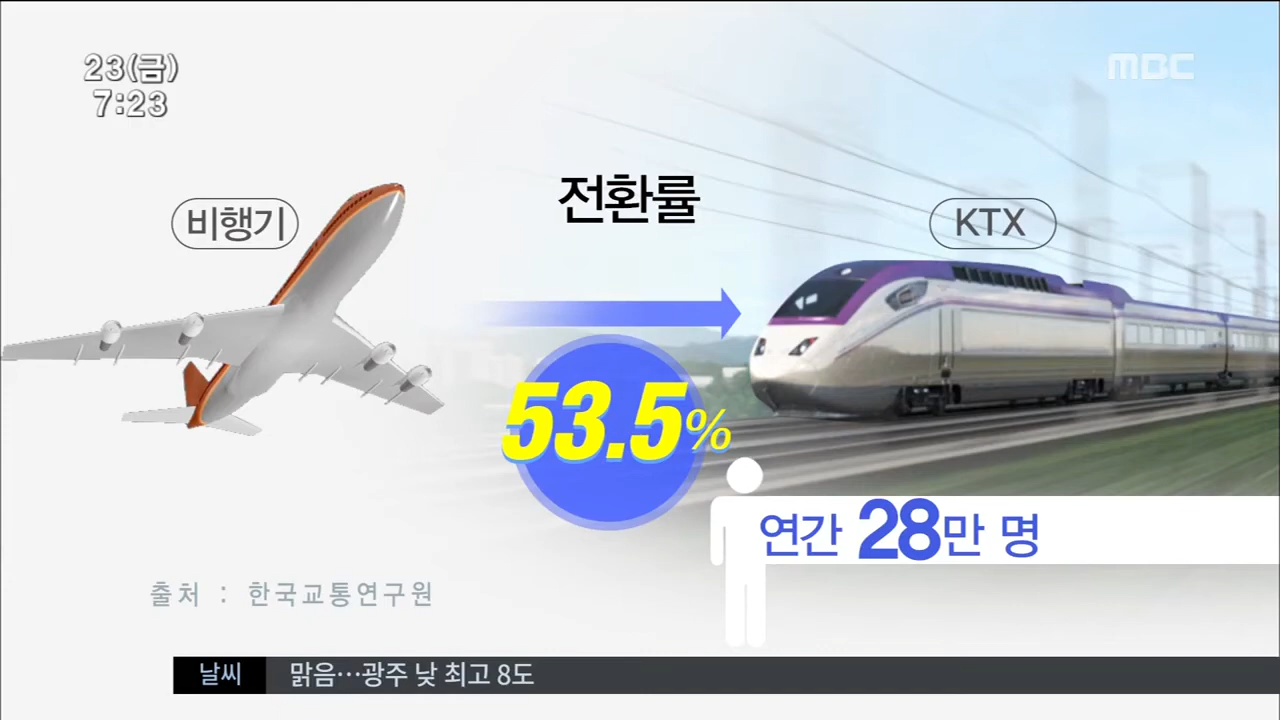 23(금)
7:23
MBC
비행기
전환률
KTX
53.5%
연간 28만 명
출처 : 한국교통연구원
날씨 맑음…광주 낮 최고 8도